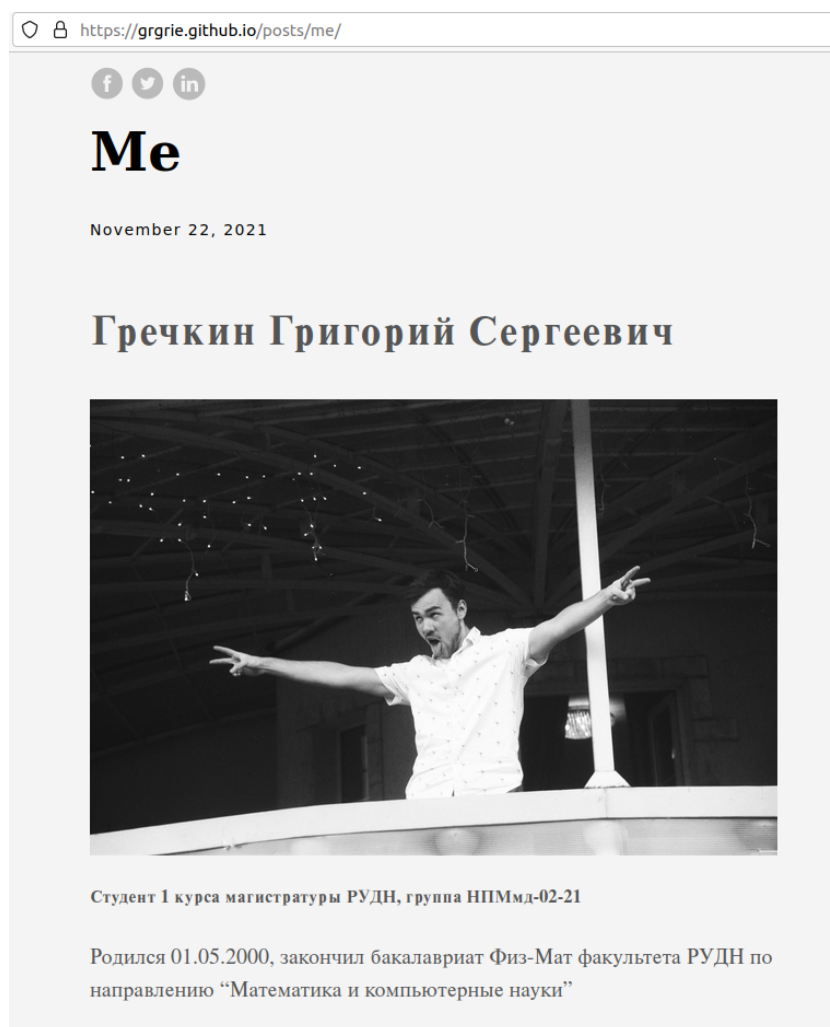 https://grgrie.github.io/posts/me/
Me
November 22, 2021
Гречкин Григорий Сергеевич
Студент 1 курса магистратуры РУДН, группа НПМмд-02-21
Родился 01.05.2000, закончил бакалавриат Физ-Мат факультета РУДН по
направлению “Математика и компьютерные науки”